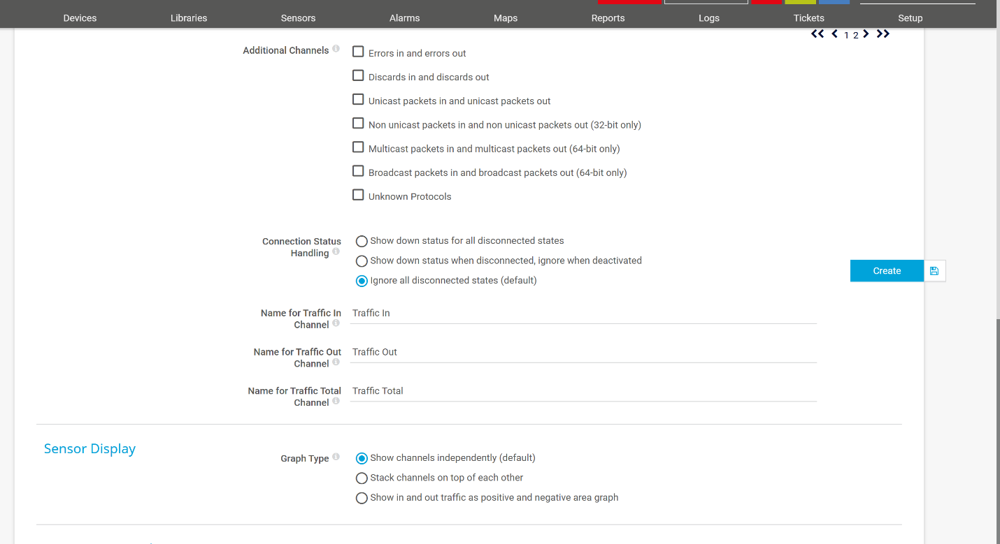 Devices Libraries Sensors Alarms Maps Reports Logs Tickets Setup
1 2
Additional Channels
Errors in and errors out
Discards in and discards out
Unicast packets in and unicast packets out
Non unicast packets in and non unicast packets out (32-bit only)
Multicast packets in and multicast packets out (64-bit only)
Broadcast packets in and broadcast packets out (64-bit only)
Unknown Protocols
Connection Status
Handling
Show down status for all disconnected states
Show down status when disconnected, ignore when deactivated
Ignore all disconnected states (default)
Create
Name for Traffic In
Channel
Traffic In
Name for Traffic Out
Channel
Traffic Out
Name for Traffic Total
Channel
Traffic Total
Sensor Display
Graph Type
Show channels independently (default)
Stack channels on top of each other
Show in and out traffic as positive and negative area graph